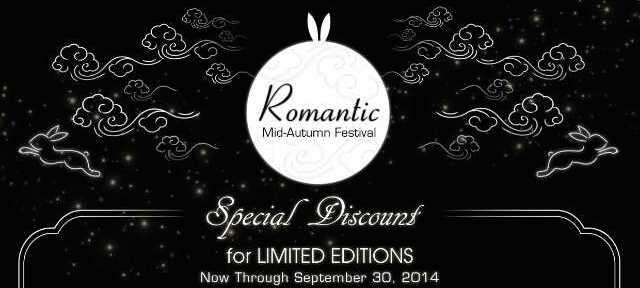 Romantic
Mid-Autumn Festival
Special Discount
for LIMITED EDITIONS
Now Through September 30, 2014